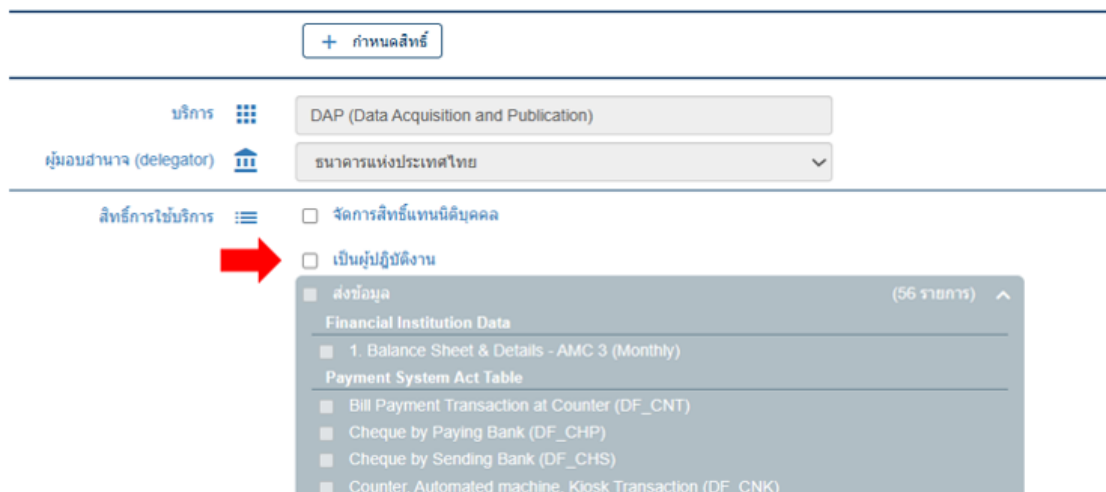 + กำหนดสิทธิ์
บริการ DAP (Data Acquisition and Publication)
ผู้มอบอำนาจ (delegator) ธนาคารแห่งประเทศไทย
สิทธิ์การใช้บริการ จัดการสิทธิ์แทนนิติบุคคล
เป็นผู้ปฏิบัติงาน
ส่งข้อมูล (56 รายการ)
Financial Institution Data
1. Balance Sheet & Details - AMC 3 (Monthly)
Payment System Act Table
Bill Payment Transaction at Counter (DF_CNT)
Cheque by Paying Bank (DF_CHP)
Cheque by Sending Bank (DF_CHS)
Counter, Automated machine, Kiosk Transaction (DF_CNK)